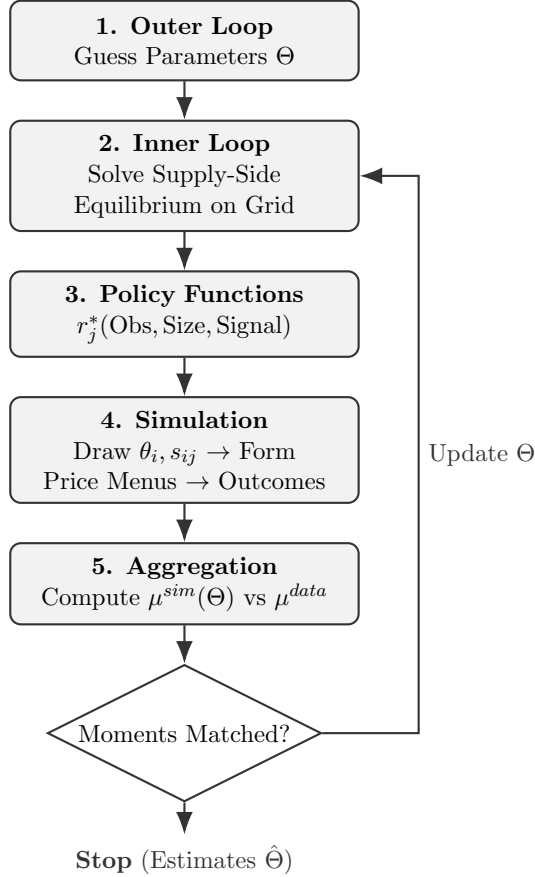 1. Outer Loop
Guess Parameters Θ
2. Inner Loop
Solve Supply-Side
Equilibrium on Grid
3. Policy Functions
r*_j(Obs, Size, Signal)
4. Simulation
Draw θ_i, s_ij → Form
Price Menus → Outcomes
Update Θ
5. Aggregation
Compute μ^sim(Θ) vs μ^data
Moments Matched?
Stop (Estimates Θ̂)